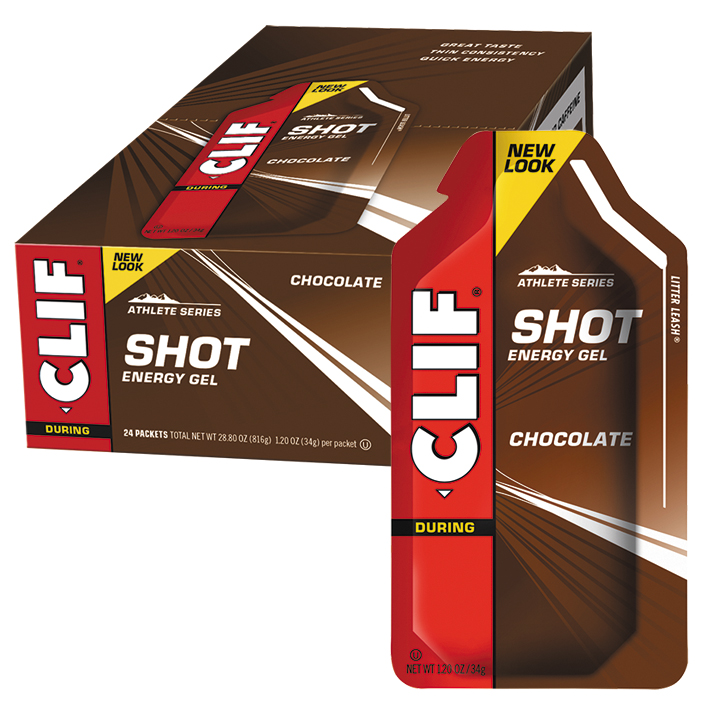 GREAT TASTE
THIN CONSISTENCY
QUICK ENERGY
CAFFEINE
NEW
LOOK
ATHLETE SERIES
CLIF®
SHOT
ENERGY GEL
CHOCOLATE
DURING
NEW
LOOK
CLIF®
ATHLETE SERIES
CHOCOLATE
SHOT
ENERGY GEL
DURING
24 PACKETS TOTAL NET WT 28.80 OZ (816g) 1.20 OZ (34g) per packet U
NEW
LOOK
ATHLETE SERIES
CLIF®
LITTER LEASH®
SHOT
ENERGY GEL
CHOCOLATE
DURING
U
NET WT 1.20 OZ/34g